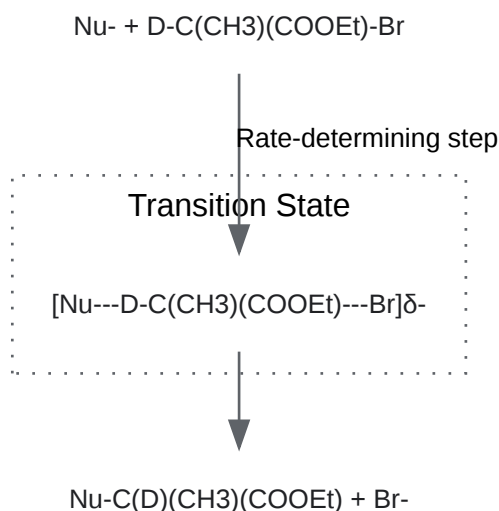 Nu- + D-C(CH3)(COOEt)-Br
Rate-determining step
Transition State
[Nu---D-C(CH3)(COOEt)---Br]δ-
Nu-C(D)(CH3)(COOEt) + Br-